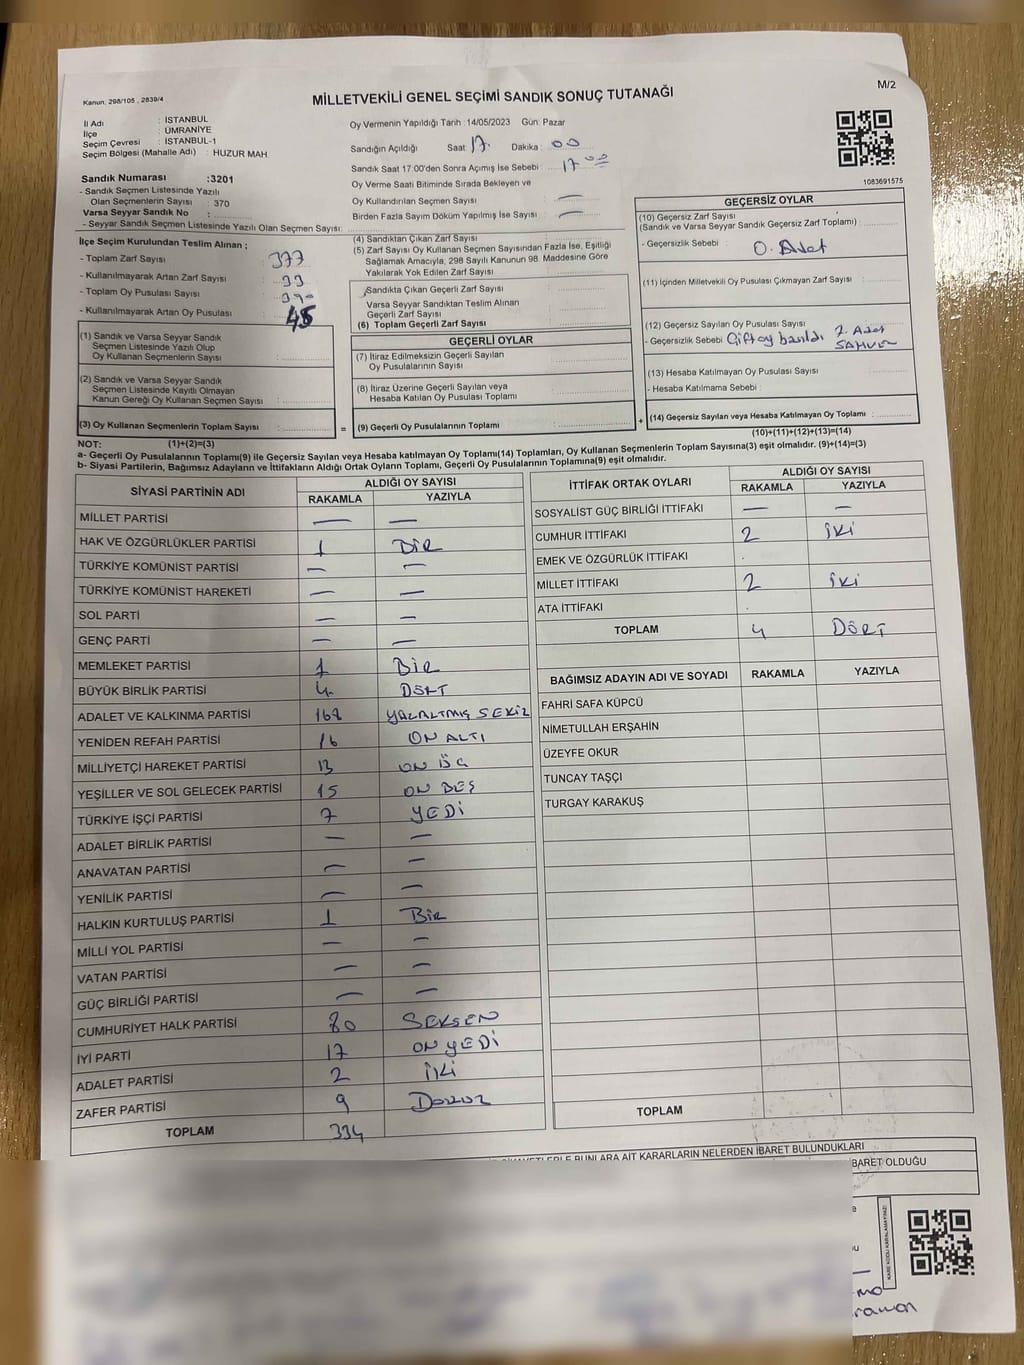 Kanun. 298/105 , 2839/4
MİLLETVEKİLİ GENEL SEÇİMİ SANDIK SONUÇ TUTANAĞI
M/2
İl Adı : İSTANBUL
İlçe : ÜMRANİYE
Seçim Çevresi : İSTANBUL-1
Seçim Bölgesi (Mahalle Adı) : HUZUR MAH
Oy Vermenin Yapıldığı Tarih :14/05/2023 Gün: Pazar
Sandığın Açıldığı Saat 17. Dakika : 00
Sandık Saat 17:00'den Sonra Açımış İse Sebebi : 17 00
Oy Verme Saati Bitiminde Sırada Bekleyen ve
Oy Kullandırılan Seçmen Sayısı : —
Birden Fazla Sayım Döküm Yapılmış İse Sayısı : —
1083691575
Sandık Numarası :3201
- Sandık Seçmen Listesinde Yazılı
Olan Seçmenlerin Sayısı : 370
Varsa Seyyar Sandık No :
- Seyyar Sandık Seçmen Listesinde Yazılı Olan Seçmen Sayısı:
İlçe Seçim Kurulundan Teslim Alınan ;
- Toplam Zarf Sayısı : 377
- Kullanılmayarak Artan Zarf Sayısı : 33
- Toplam Oy Pusulası Sayısı :
- Kullanılmayarak Artan Oy Pusulası : 45
(1) Sandık ve Varsa Seyyar Sandık
Seçmen Listesinde Yazılı Olup
Oy Kullanan Seçmenlerin Sayısı :
(2) Sandık ve Varsa Seyyar Sandık
Seçmen Listesinde Kayıtlı Olmayan
Kanun Gereği Oy Kullanan Seçmen Sayısı :
(3) Oy Kullanan Seçmenlerin Toplam Sayısı :
(1)+(2)=(3)
(4) Sandıktan Çıkan Zarf Sayısı :
(5) Zarf Sayısı Oy Kullanan Seçmen Sayısından Fazla İse, Eşitliği
Sağlamak Amacıyla, 298 Sayılı Kanunun 98. Maddesine Göre
Yakılarak Yok Edilen Zarf Sayısı :
Sandıkta Çıkan Geçerli Zarf Sayısı :
Varsa Seyyar Sandıktan Teslim Alınan
Geçerli Zarf Sayısı :
(6) Toplam Geçerli Zarf Sayısı :
GEÇERLİ OYLAR
(7) İtiraz Edilmeksizin Geçerli Sayılan
Oy Pusulalarının Sayısı :
(8) İtiraz Üzerine Geçerli Sayılan veya
Hesaba Katılan Oy Pusulası Toplamı :
= (9) Geçerli Oy Pusulalarının Toplamı :
GEÇERSİZ OYLAR
(10) Geçersiz Zarf Sayısı
(Sandık ve Varsa Seyyar Sandık Geçersiz Zarf Toplamı) :
- Geçersizlik Sebebi : 0. Adet
(11) İçinden Milletvekili Oy Pusulası Çıkmayan Zarf Sayısı :
(12) Geçersiz Sayılan Oy Pusulası Sayısı :
- Geçersizlik Sebebi Çift oy basıldı 7. Adet
(13) Hesaba Katılmayan Oy Pusulası Sayısı :
- Hesaba Katılmama Sebebi :
+ (14) Geçersiz Sayılan veya Hesaba Katılmayan Oy Toplamı :
(10)+(11)+(12)+(13)=(14)
NOT:
a- Geçerli Oy Pusulalarının Toplamı(9) ile Geçersiz Sayılan veya Hesaba katılmayan Oy Toplamı(14) Toplamları, Oy Kullanan Seçmenlerin Toplam Sayısına(3) eşit olmalıdır. (9)+(14)=(3)
b- Siyasi Partilerin, Bağımsız Adayların ve İttifakların Aldığı Ortak Oyların Toplamı, Geçerli Oy Pusulalarının Toplamına(9) eşit olmalıdır.
SİYASİ PARTİNİN ADI ALDIĞI OY SAYISI
RAKAMLA YAZIYLA
MİLLET PARTİSİ — —
HAK VE ÖZGÜRLÜKLER PARTİSİ 1 BİR
TÜRKİYE KOMÜNİST PARTİSİ — —
TÜRKİYE KOMÜNİST HAREKETİ — —
SOL PARTİ — —
GENÇ PARTİ — —
MEMLEKET PARTİSİ 1 BİR
BÜYÜK BİRLİK PARTİSİ 4 DÖRT
ADALET VE KALKINMA PARTİSİ 168 YÜZALTMIŞ SEKİZ
YENİDEN REFAH PARTİSİ 16 ON ALTI
MİLLİYETÇİ HAREKET PARTİSİ 13 ON ÜÇ
YEŞİLLER VE SOL GELECEK PARTİSİ 15 ON BEŞ
TÜRKİYE İŞÇİ PARTİSİ 7 YEDİ
ADALET BİRLİK PARTİSİ — —
ANAVATAN PARTİSİ — —
YENİLİK PARTİSİ — —
HALKIN KURTULUŞ PARTİSİ 1 BİR
MİLLİ YOL PARTİSİ — —
VATAN PARTİSİ — —
GÜÇ BİRLİĞİ PARTİSİ — —
CUMHURİYET HALK PARTİSİ 80 SEKSEN
İYİ PARTİ 17 ON YEDİ
ADALET PARTİSİ 2 İKİ
ZAFER PARTİSİ 9 DOKUZ
TOPLAM 334
İTTİFAK ORTAK OYLARI ALDIĞI OY SAYISI
RAKAMLA YAZIYLA
SOSYALİST GÜÇ BİRLİĞİ İTTİFAKI — —
CUMHUR İTTİFAKI 2 İKİ
EMEK VE ÖZGÜRLÜK İTTİFAKI
MİLLET İTTİFAKI 2 İKİ
ATA İTTİFAKI
TOPLAM 4 DÖRT
BAĞIMSIZ ADAYIN ADI VE SOYADI RAKAMLA YAZIYLA
FAHRİ SAFA KÜPCÜ
NİMETULLAH ERŞAHİN
ÜZEYFE OKUR
TUNCAY TAŞÇI
TURGAY KARAKUŞ
TOPLAM
BUNLARA AİT KARARLARIN NELERDEN İBARET BULUNDUKLARI
BARET OLDUĞU